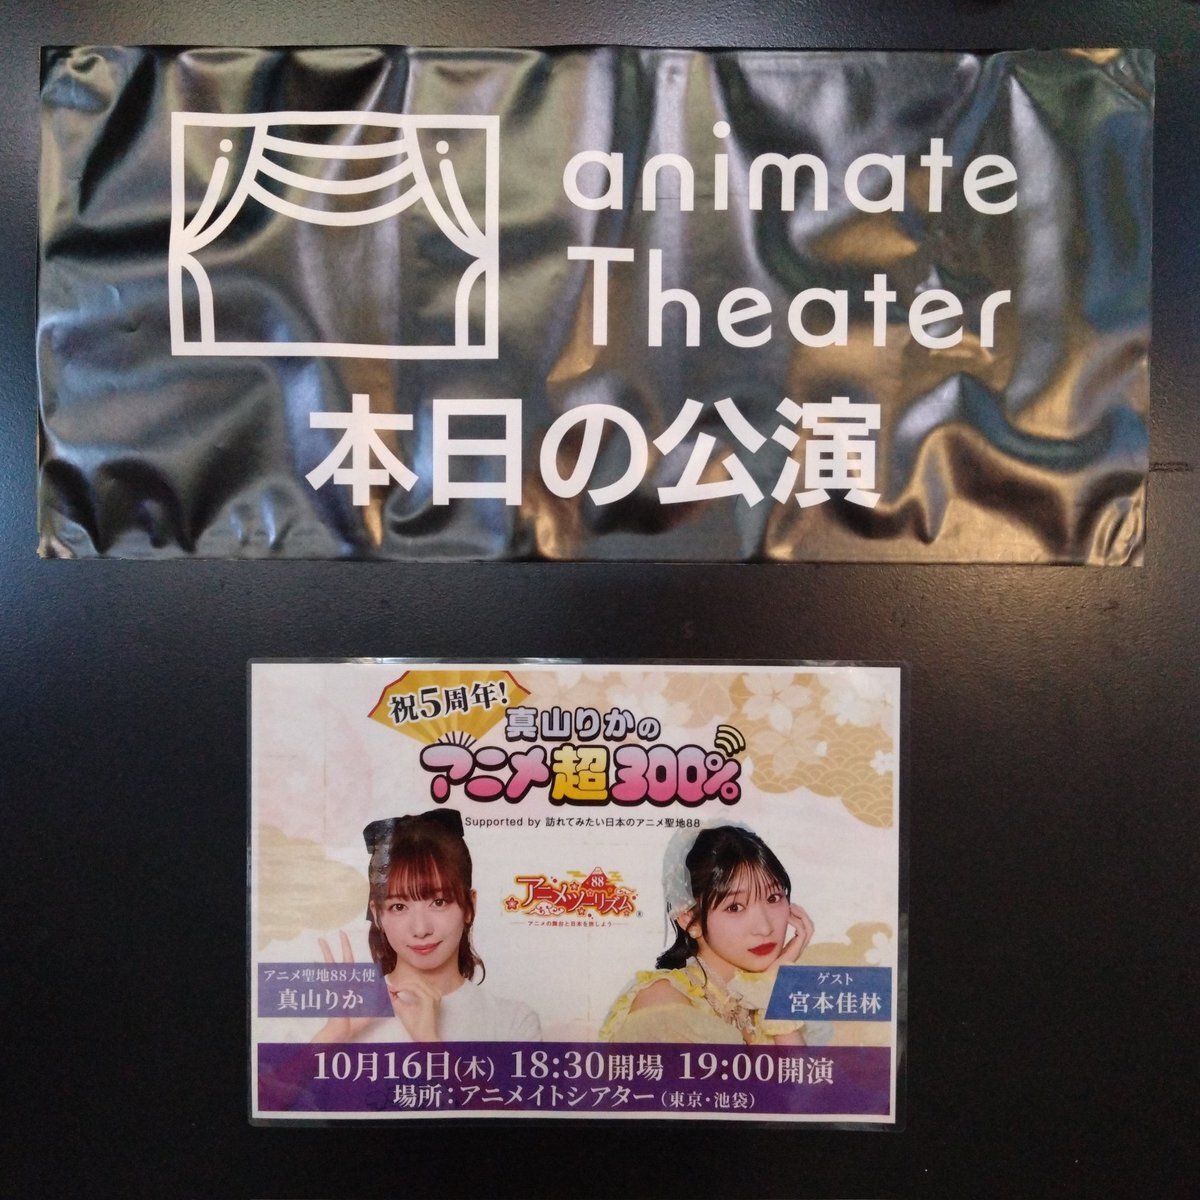 animate
Theater
本日の公演
祝5周年!
真山りかの
アニメ超300%
Supported by 訪れてみたい日本のアニメ聖地88
88
アニメツーリズム
アニメの舞台と日本を旅しよう
アニメ聖地88大使
真山りか
ゲスト
宮本佳林
10月16日(木) 18:30開場 19:00開演
場所：アニメイトシアター（東京・池袋）